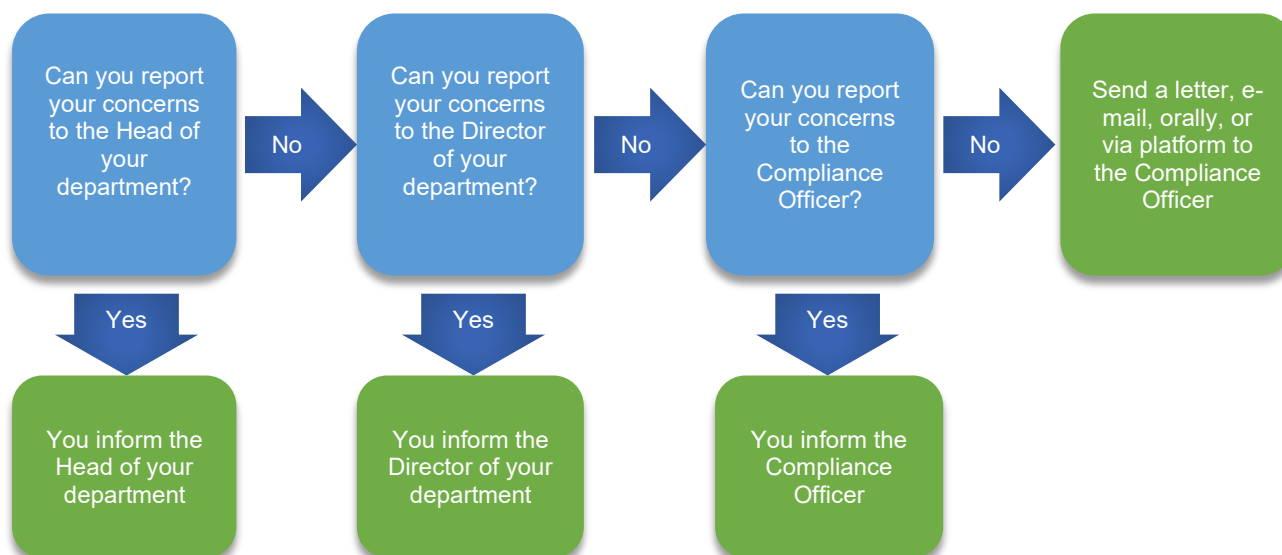 Can you report
your concerns
to the Head of
your
department?
No
Can you report
your concerns
to the Director
of your
department?
No
Can you report
your concerns
to the
Compliance
Officer?
No
Send a letter, e-
mail, orally, or
via platform to
the Compliance
Officer
Yes
Yes
Yes
You inform the
Head of your
department
You inform the
Director of your
department
You inform the
Compliance
Officer